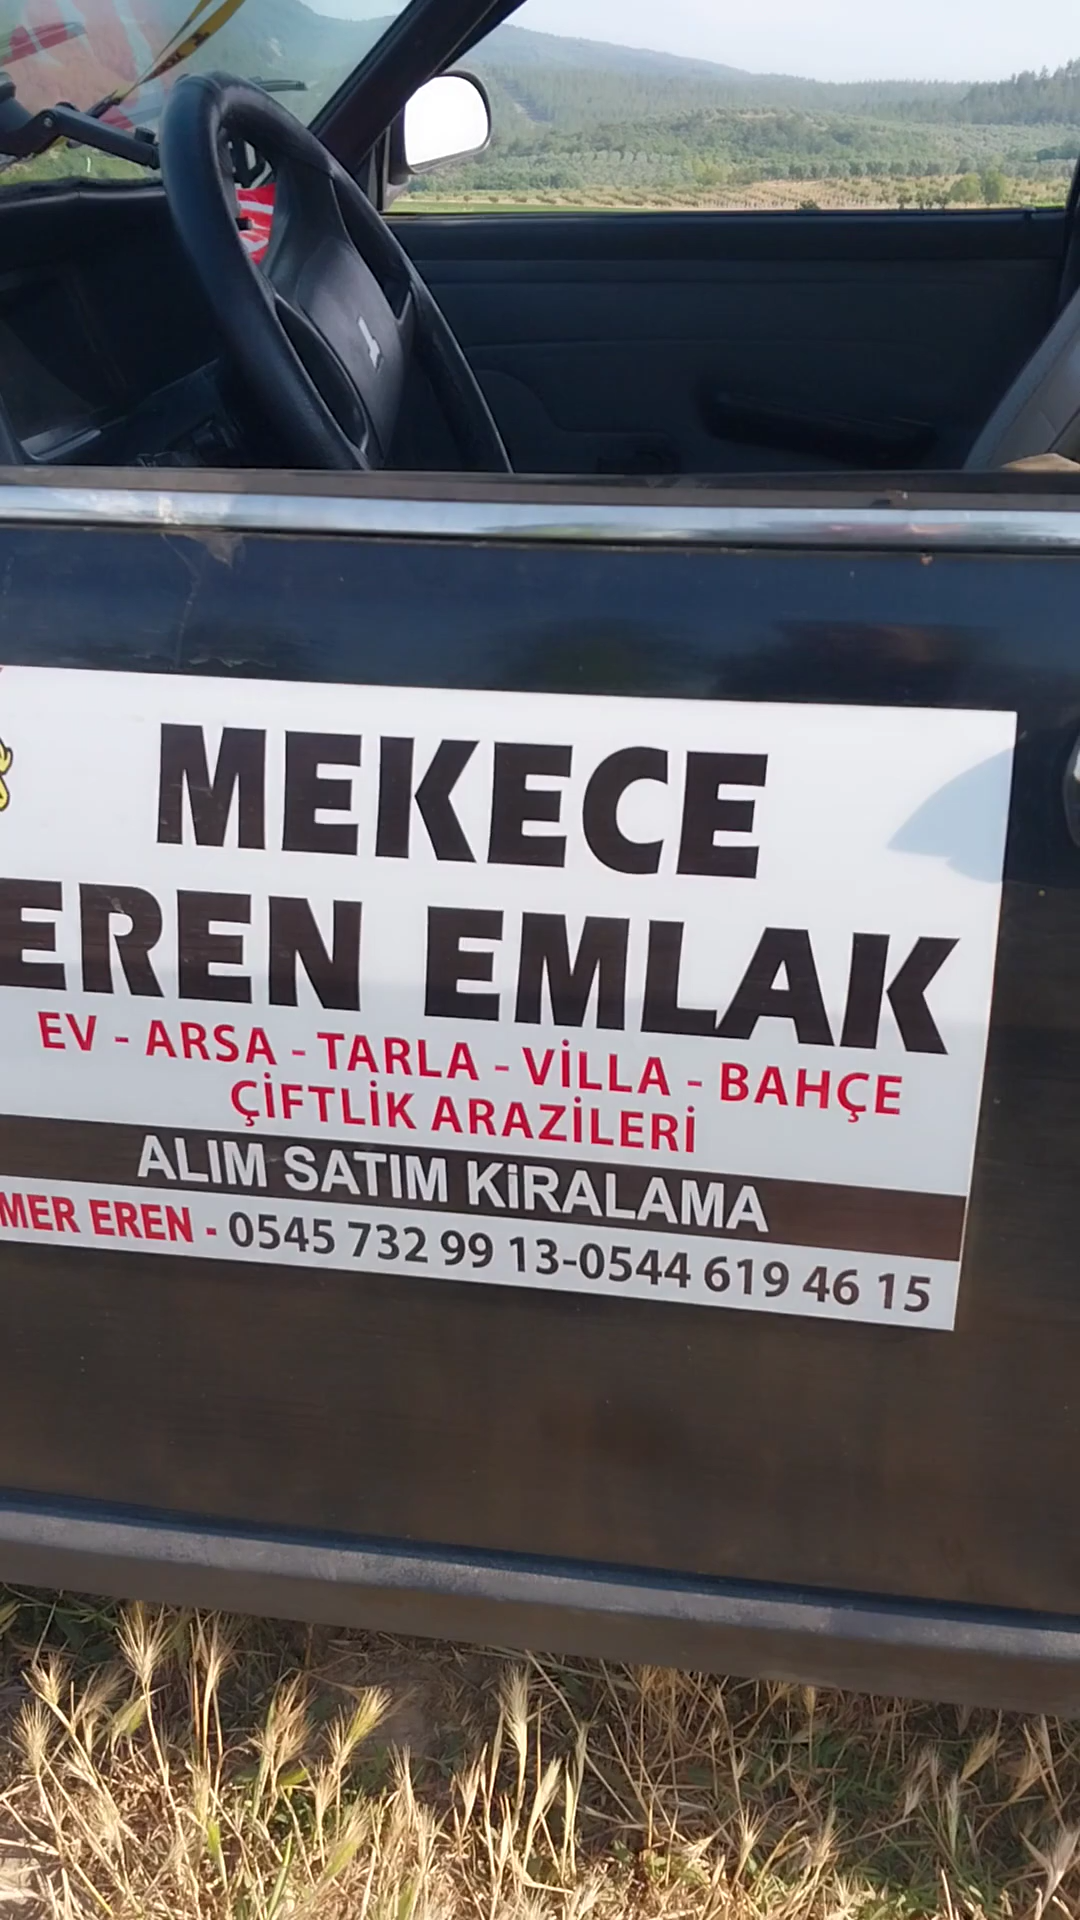 MEKECE
EREN EMLAK
EV - ARSA - TARLA - VİLLA - BAHÇE
ÇİFTLİK ARAZİLERİ
ALIM SATIM KİRALAMA
MER EREN - 0545 732 99 13-0544 619 46 15